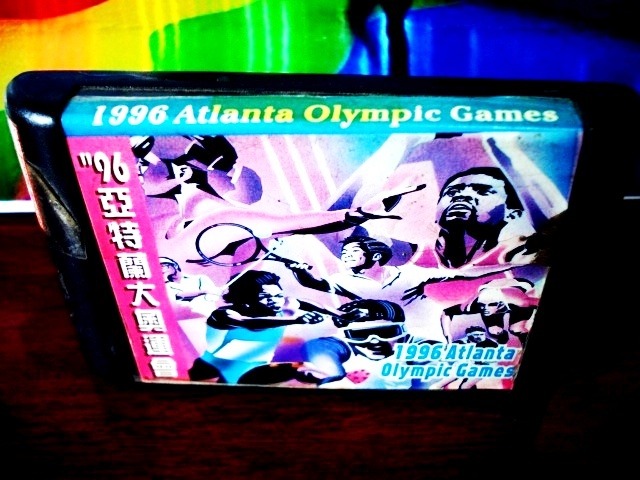 1996 Atlanta Olympic Games
"96亞特蘭大奧運會
1996 Atlanta
Olympic Games